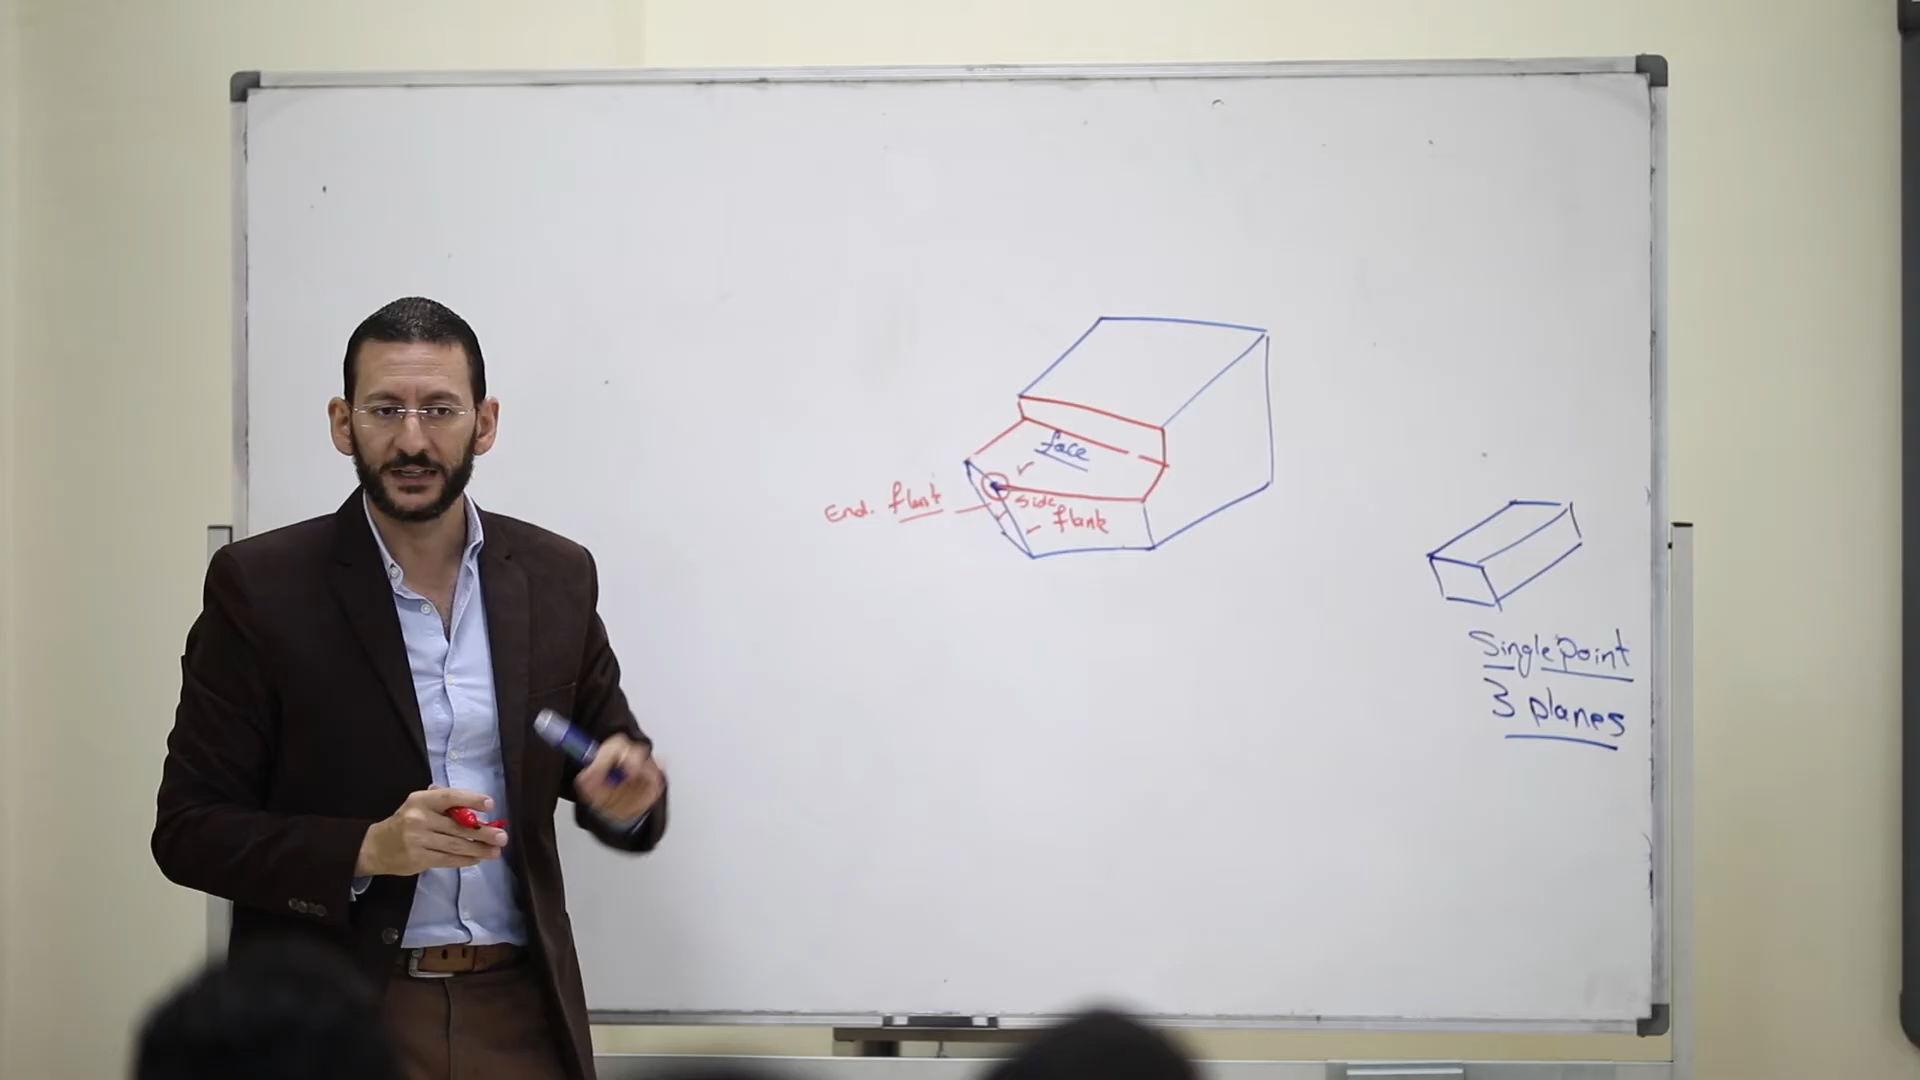 face
End. flank
side
flank
Single Point
3 planes